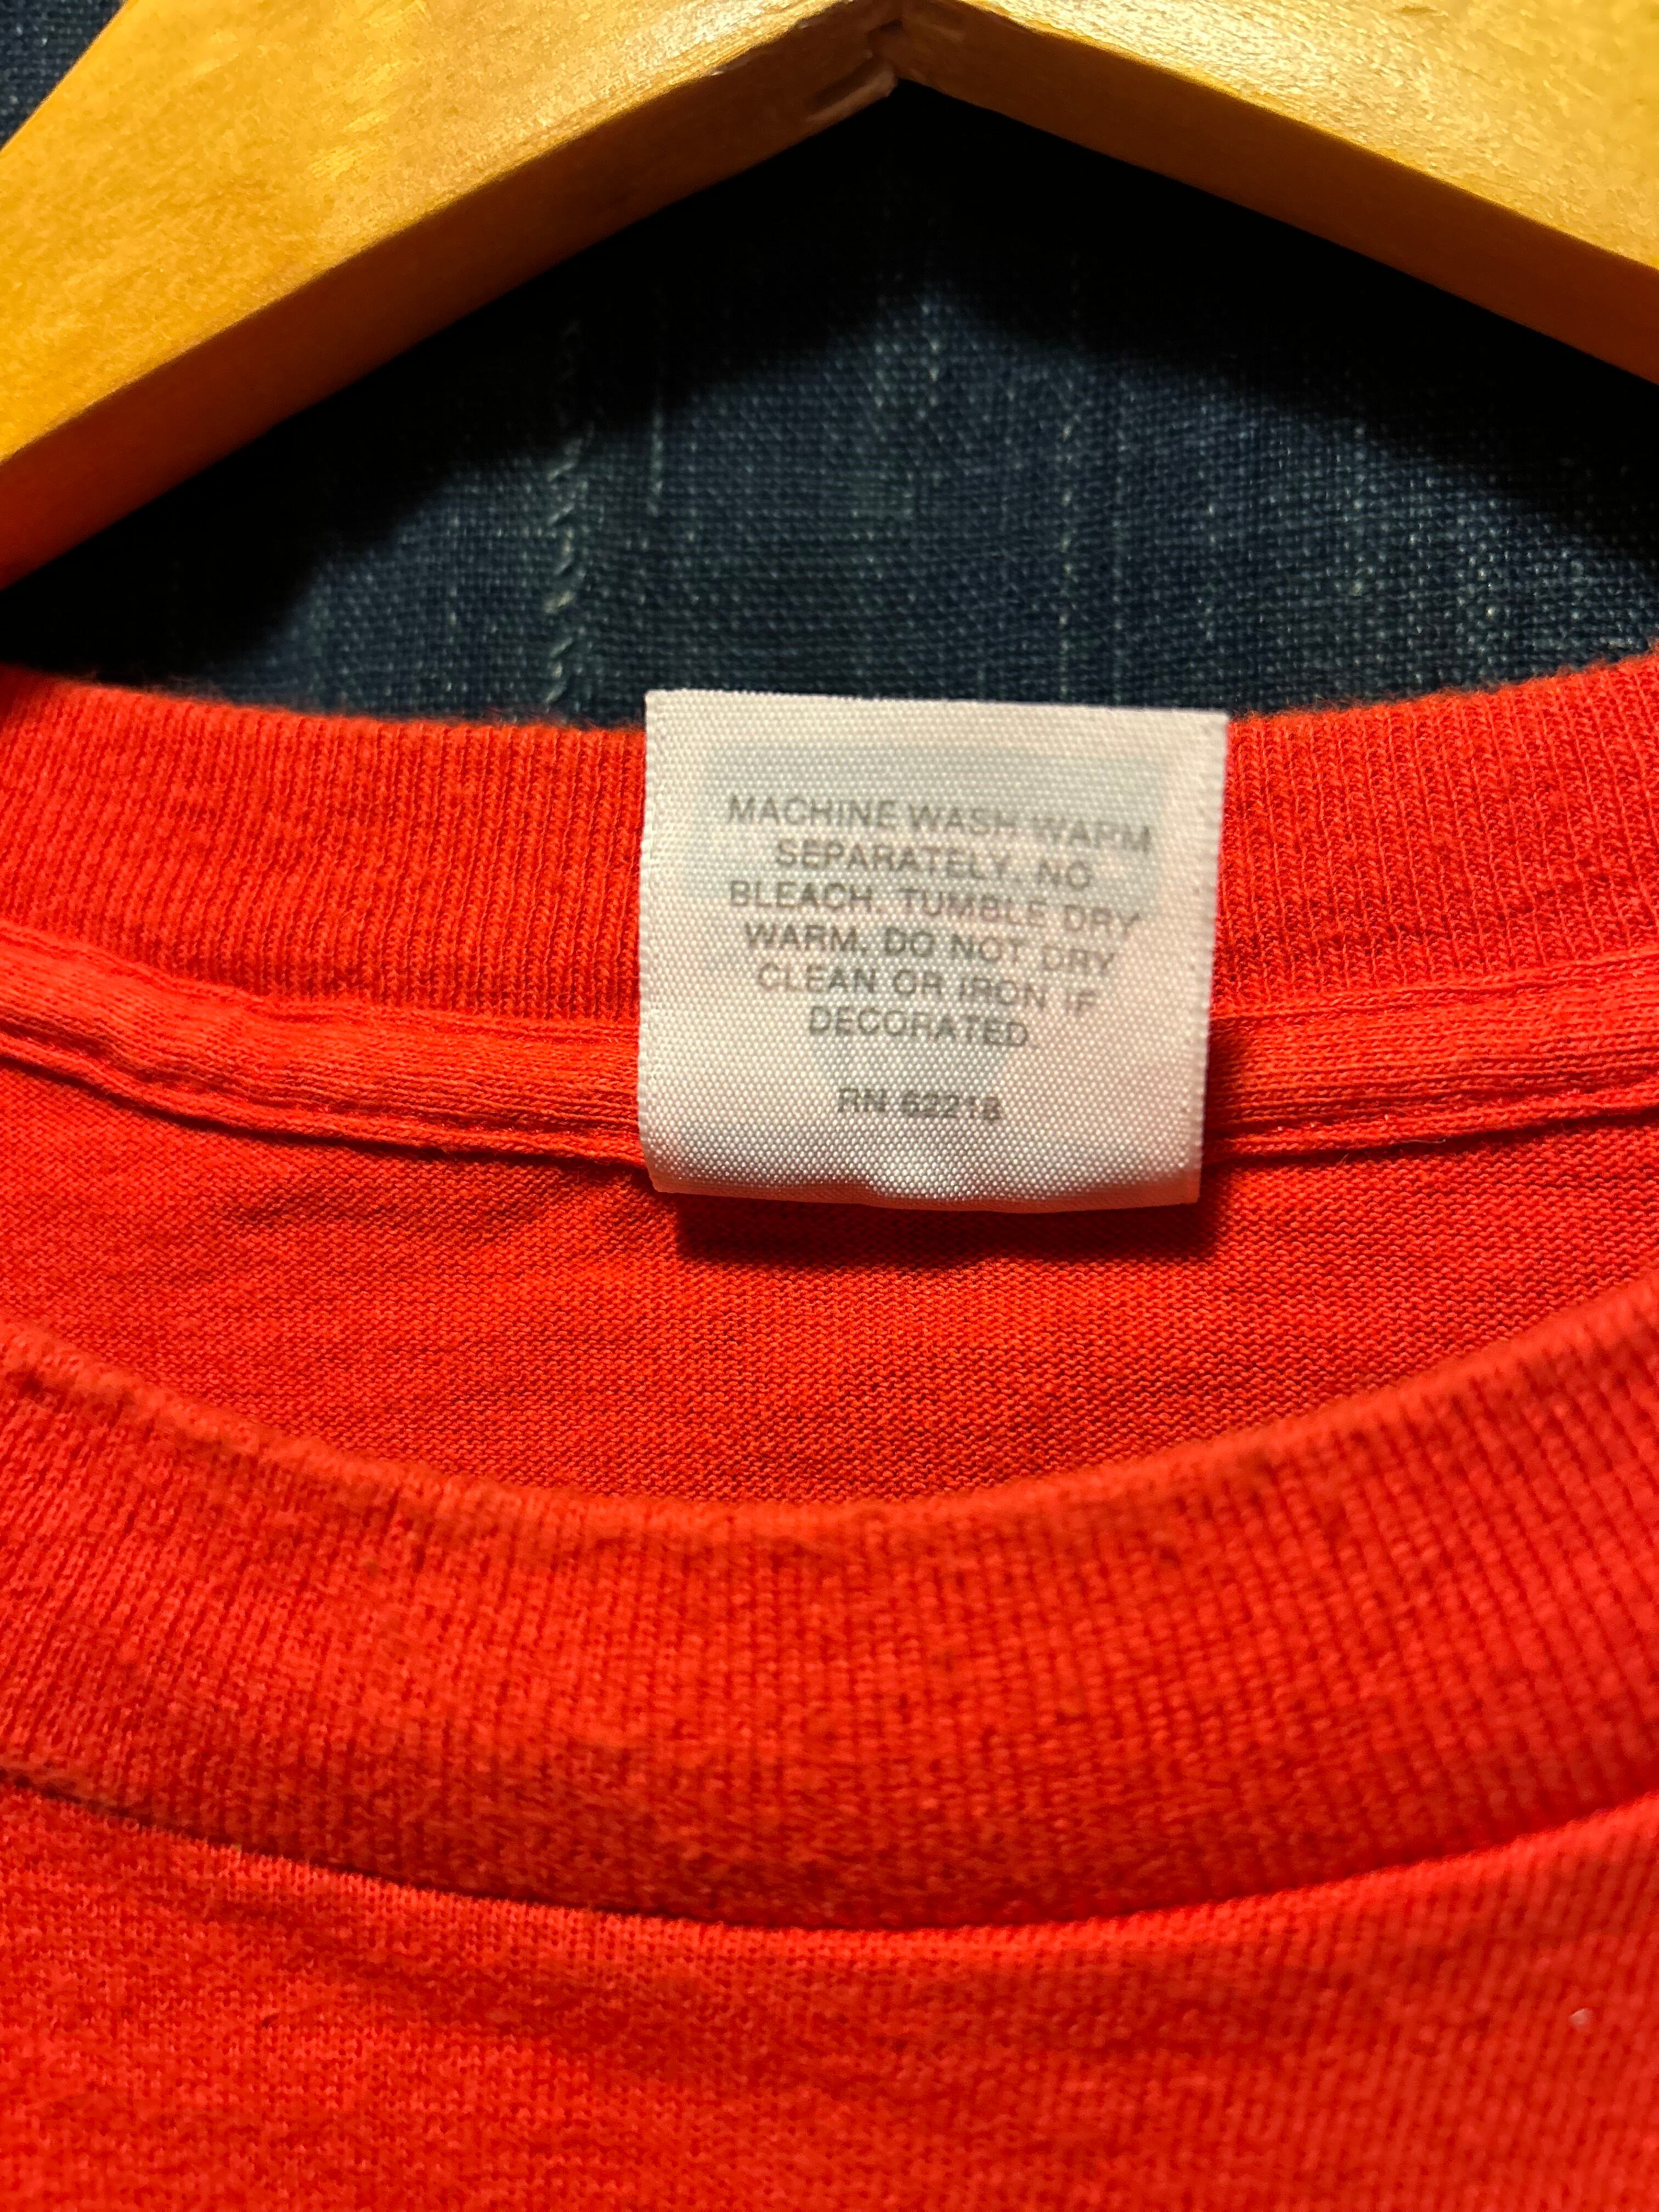 MACHINE WASH WARM
SEPARATELY. NO
BLEACH. TUMBLE DRY
WARM. DO NOT DRY
CLEAN OR IRON IF
DECORATED
RN 62218